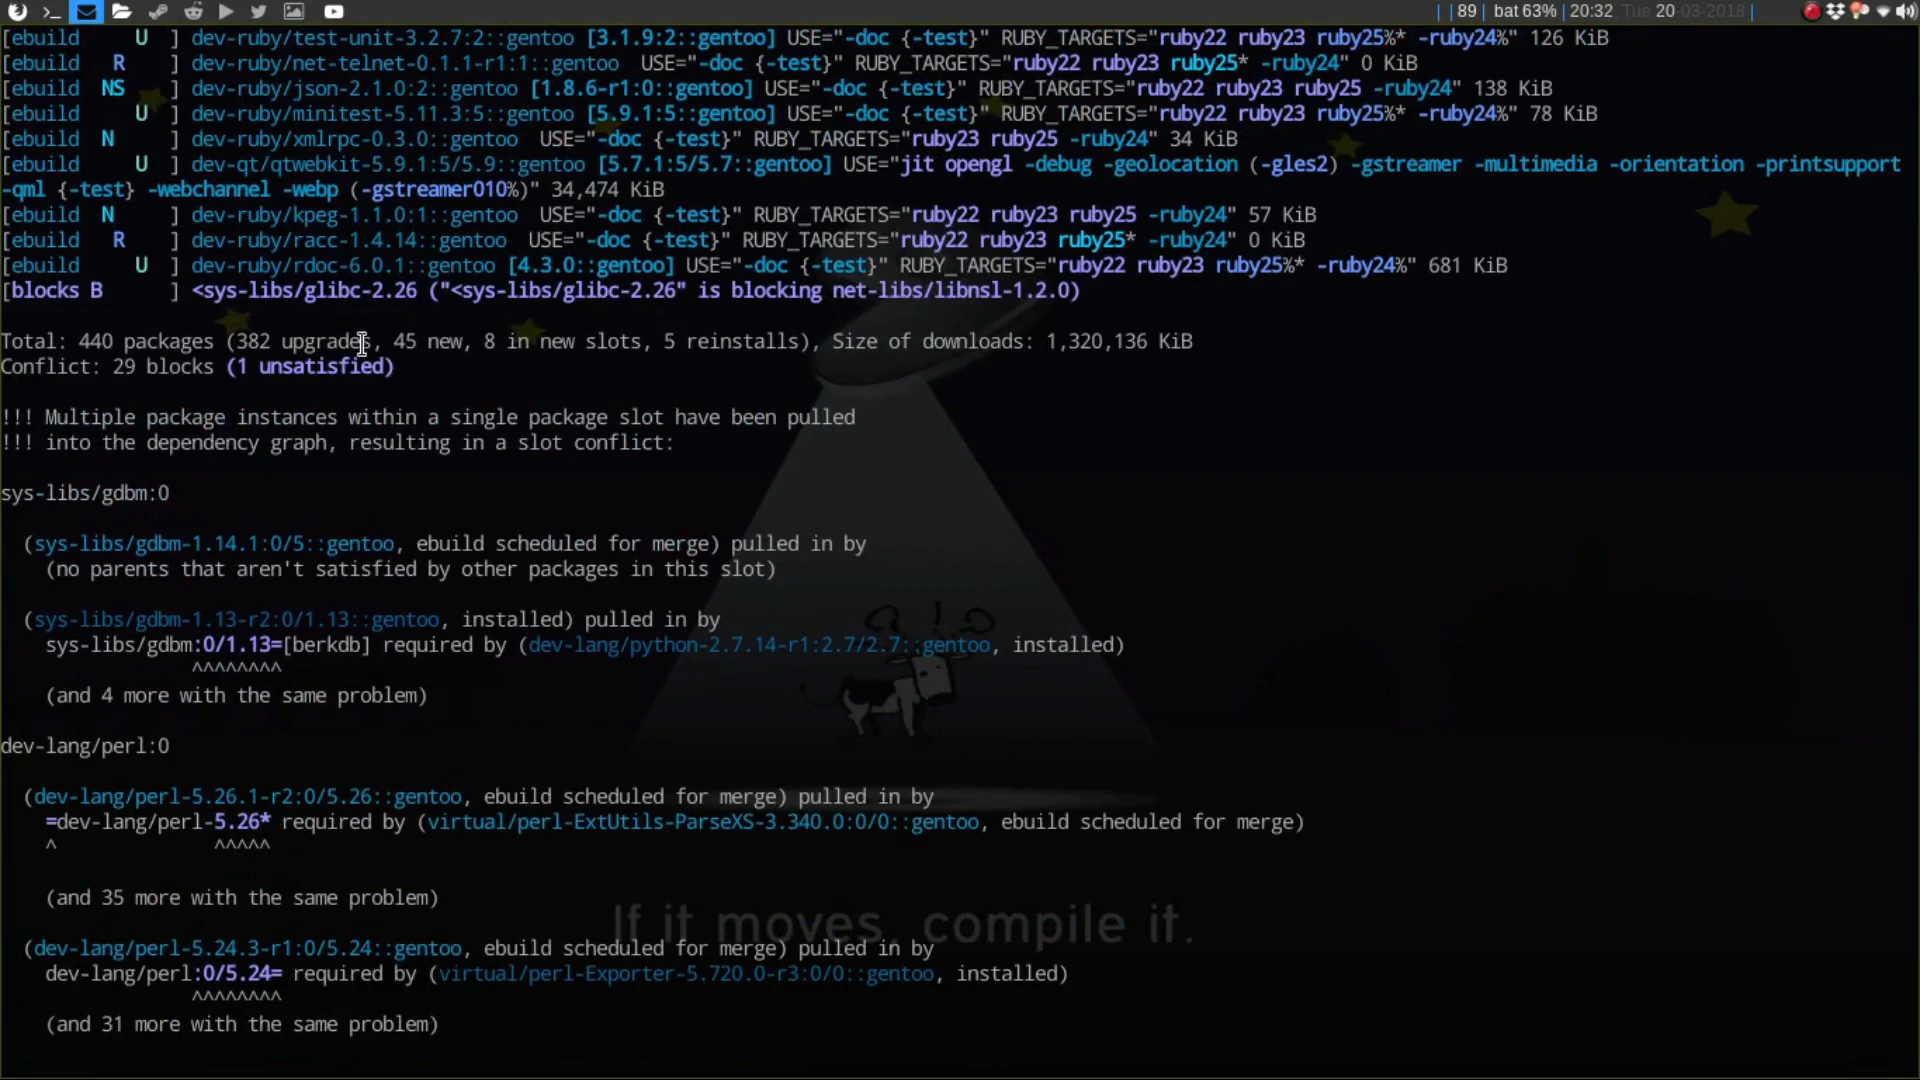 | | 89 | bat 63% | 20:32 Tue 20-03-2018 |
[ebuild     U  ] dev-ruby/test-unit-3.2.7:2::gentoo [3.1.9:2::gentoo] USE="-doc {-test}" RUBY_TARGETS="ruby22 ruby23 ruby25%* -ruby24%" 126 KiB
[ebuild   R    ] dev-ruby/net-telnet-0.1.1-r1:1::gentoo  USE="-doc {-test}" RUBY_TARGETS="ruby22 ruby23 ruby25* -ruby24" 0 KiB
[ebuild  NS    ] dev-ruby/json-2.1.0:2::gentoo [1.8.6-r1:0::gentoo] USE="-doc {-test}" RUBY_TARGETS="ruby22 ruby23 ruby25 -ruby24" 138 KiB
[ebuild     U  ] dev-ruby/minitest-5.11.3:5::gentoo [5.9.1:5::gentoo] USE="-doc {-test}" RUBY_TARGETS="ruby22 ruby23 ruby25%* -ruby24%" 78 KiB
[ebuild  N     ] dev-ruby/xmlrpc-0.3.0::gentoo  USE="-doc {-test}" RUBY_TARGETS="ruby23 ruby25 -ruby24" 34 KiB
[ebuild     U  ] dev-qt/qtwebkit-5.9.1:5/5.9::gentoo [5.7.1:5/5.7::gentoo] USE="jit opengl -debug -geolocation (-gles2) -gstreamer -multimedia -orientation -printsupport
-qml {-test} -webchannel -webp (-gstreamer010%)" 34,474 KiB
[ebuild  N     ] dev-ruby/kpeg-1.1.0:1::gentoo  USE="-doc {-test}" RUBY_TARGETS="ruby22 ruby23 ruby25 -ruby24" 57 KiB
[ebuild   R    ] dev-ruby/racc-1.4.14::gentoo  USE="-doc {-test}" RUBY_TARGETS="ruby22 ruby23 ruby25* -ruby24" 0 KiB
[ebuild     U  ] dev-ruby/rdoc-6.0.1::gentoo [4.3.0::gentoo] USE="-doc {-test}" RUBY_TARGETS="ruby22 ruby23 ruby25%* -ruby24%" 681 KiB
[blocks B      ] <sys-libs/glibc-2.26 ("<sys-libs/glibc-2.26" is blocking net-libs/libnsl-1.2.0)
Total: 440 packages (382 upgrades, 45 new, 8 in new slots, 5 reinstalls), Size of downloads: 1,320,136 KiB
Conflict: 29 blocks (1 unsatisfied)
!!! Multiple package instances within a single package slot have been pulled
!!! into the dependency graph, resulting in a slot conflict:
sys-libs/gdbm:0
(sys-libs/gdbm-1.14.1:0/5::gentoo, ebuild scheduled for merge) pulled in by
(no parents that aren't satisfied by other packages in this slot)
(sys-libs/gdbm-1.13-r2:0/1.13::gentoo, installed) pulled in by
sys-libs/gdbm:0/1.13=[berkdb] required by (dev-lang/python-2.7.14-r1:2.7/2.7::gentoo, installed)
^^^^^^^^
(and 4 more with the same problem)
dev-lang/perl:0
(dev-lang/perl-5.26.1-r2:0/5.26::gentoo, ebuild scheduled for merge) pulled in by
=dev-lang/perl-5.26* required by (virtual/perl-ExtUtils-ParseXS-3.340.0:0/0::gentoo, ebuild scheduled for merge)
^              ^^^^^
(and 35 more with the same problem)
If it moves, compile it.
(dev-lang/perl-5.24.3-r1:0/5.24::gentoo, ebuild scheduled for merge) pulled in by
dev-lang/perl:0/5.24= required by (virtual/perl-Exporter-5.720.0-r3:0/0::gentoo, installed)
^^^^^^^^
(and 31 more with the same problem)